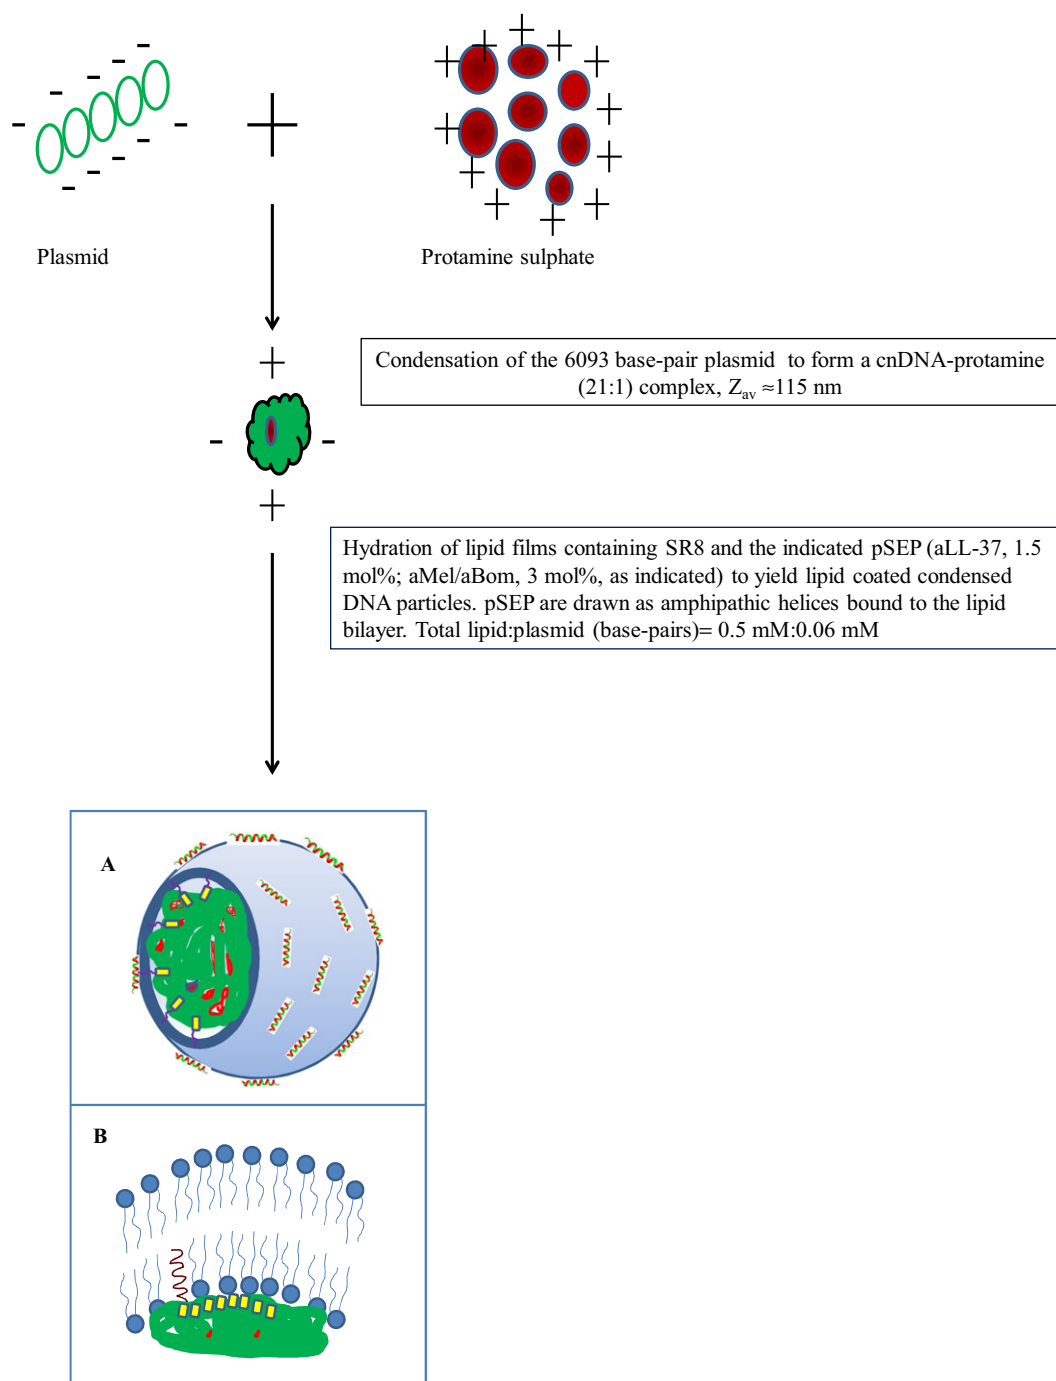 Plasmid
Protamine sulphate
Condensation of the 6093 base-pair plasmid to form a cnDNA-protamine
(21:1) complex, Zav ≈115 nm
Hydration of lipid films containing SR8 and the indicated pSEP (aLL-37, 1.5
mol%; aMel/aBom, 3 mol%, as indicated) to yield lipid coated condensed
DNA particles. pSEP are drawn as amphipathic helices bound to the lipid
bilayer. Total lipid:plasmid (base-pairs)= 0.5 mM:0.06 mM
A
B